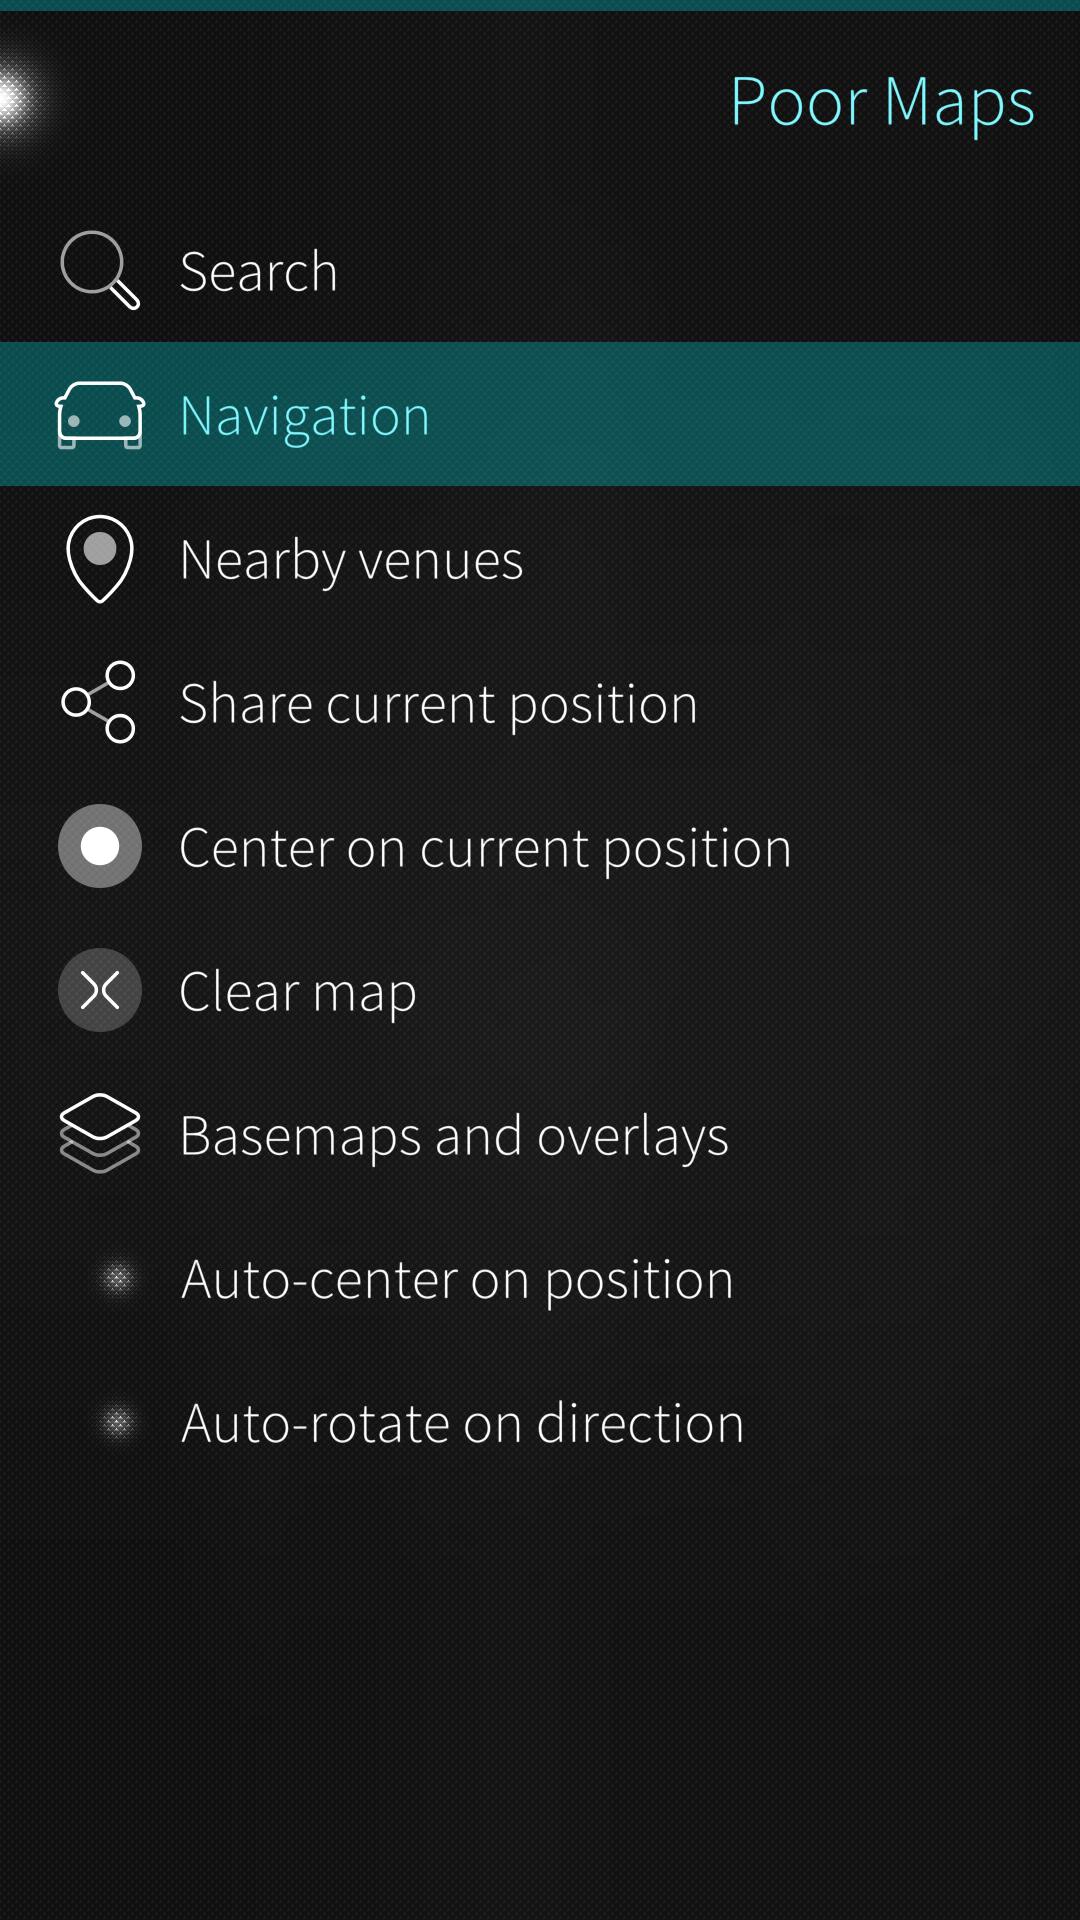 Poor Maps
Search
Navigation
Nearby venues
Share current position
Center on current position
Clear map
Basemaps and overlays
Auto-center on position
Auto-rotate on direction